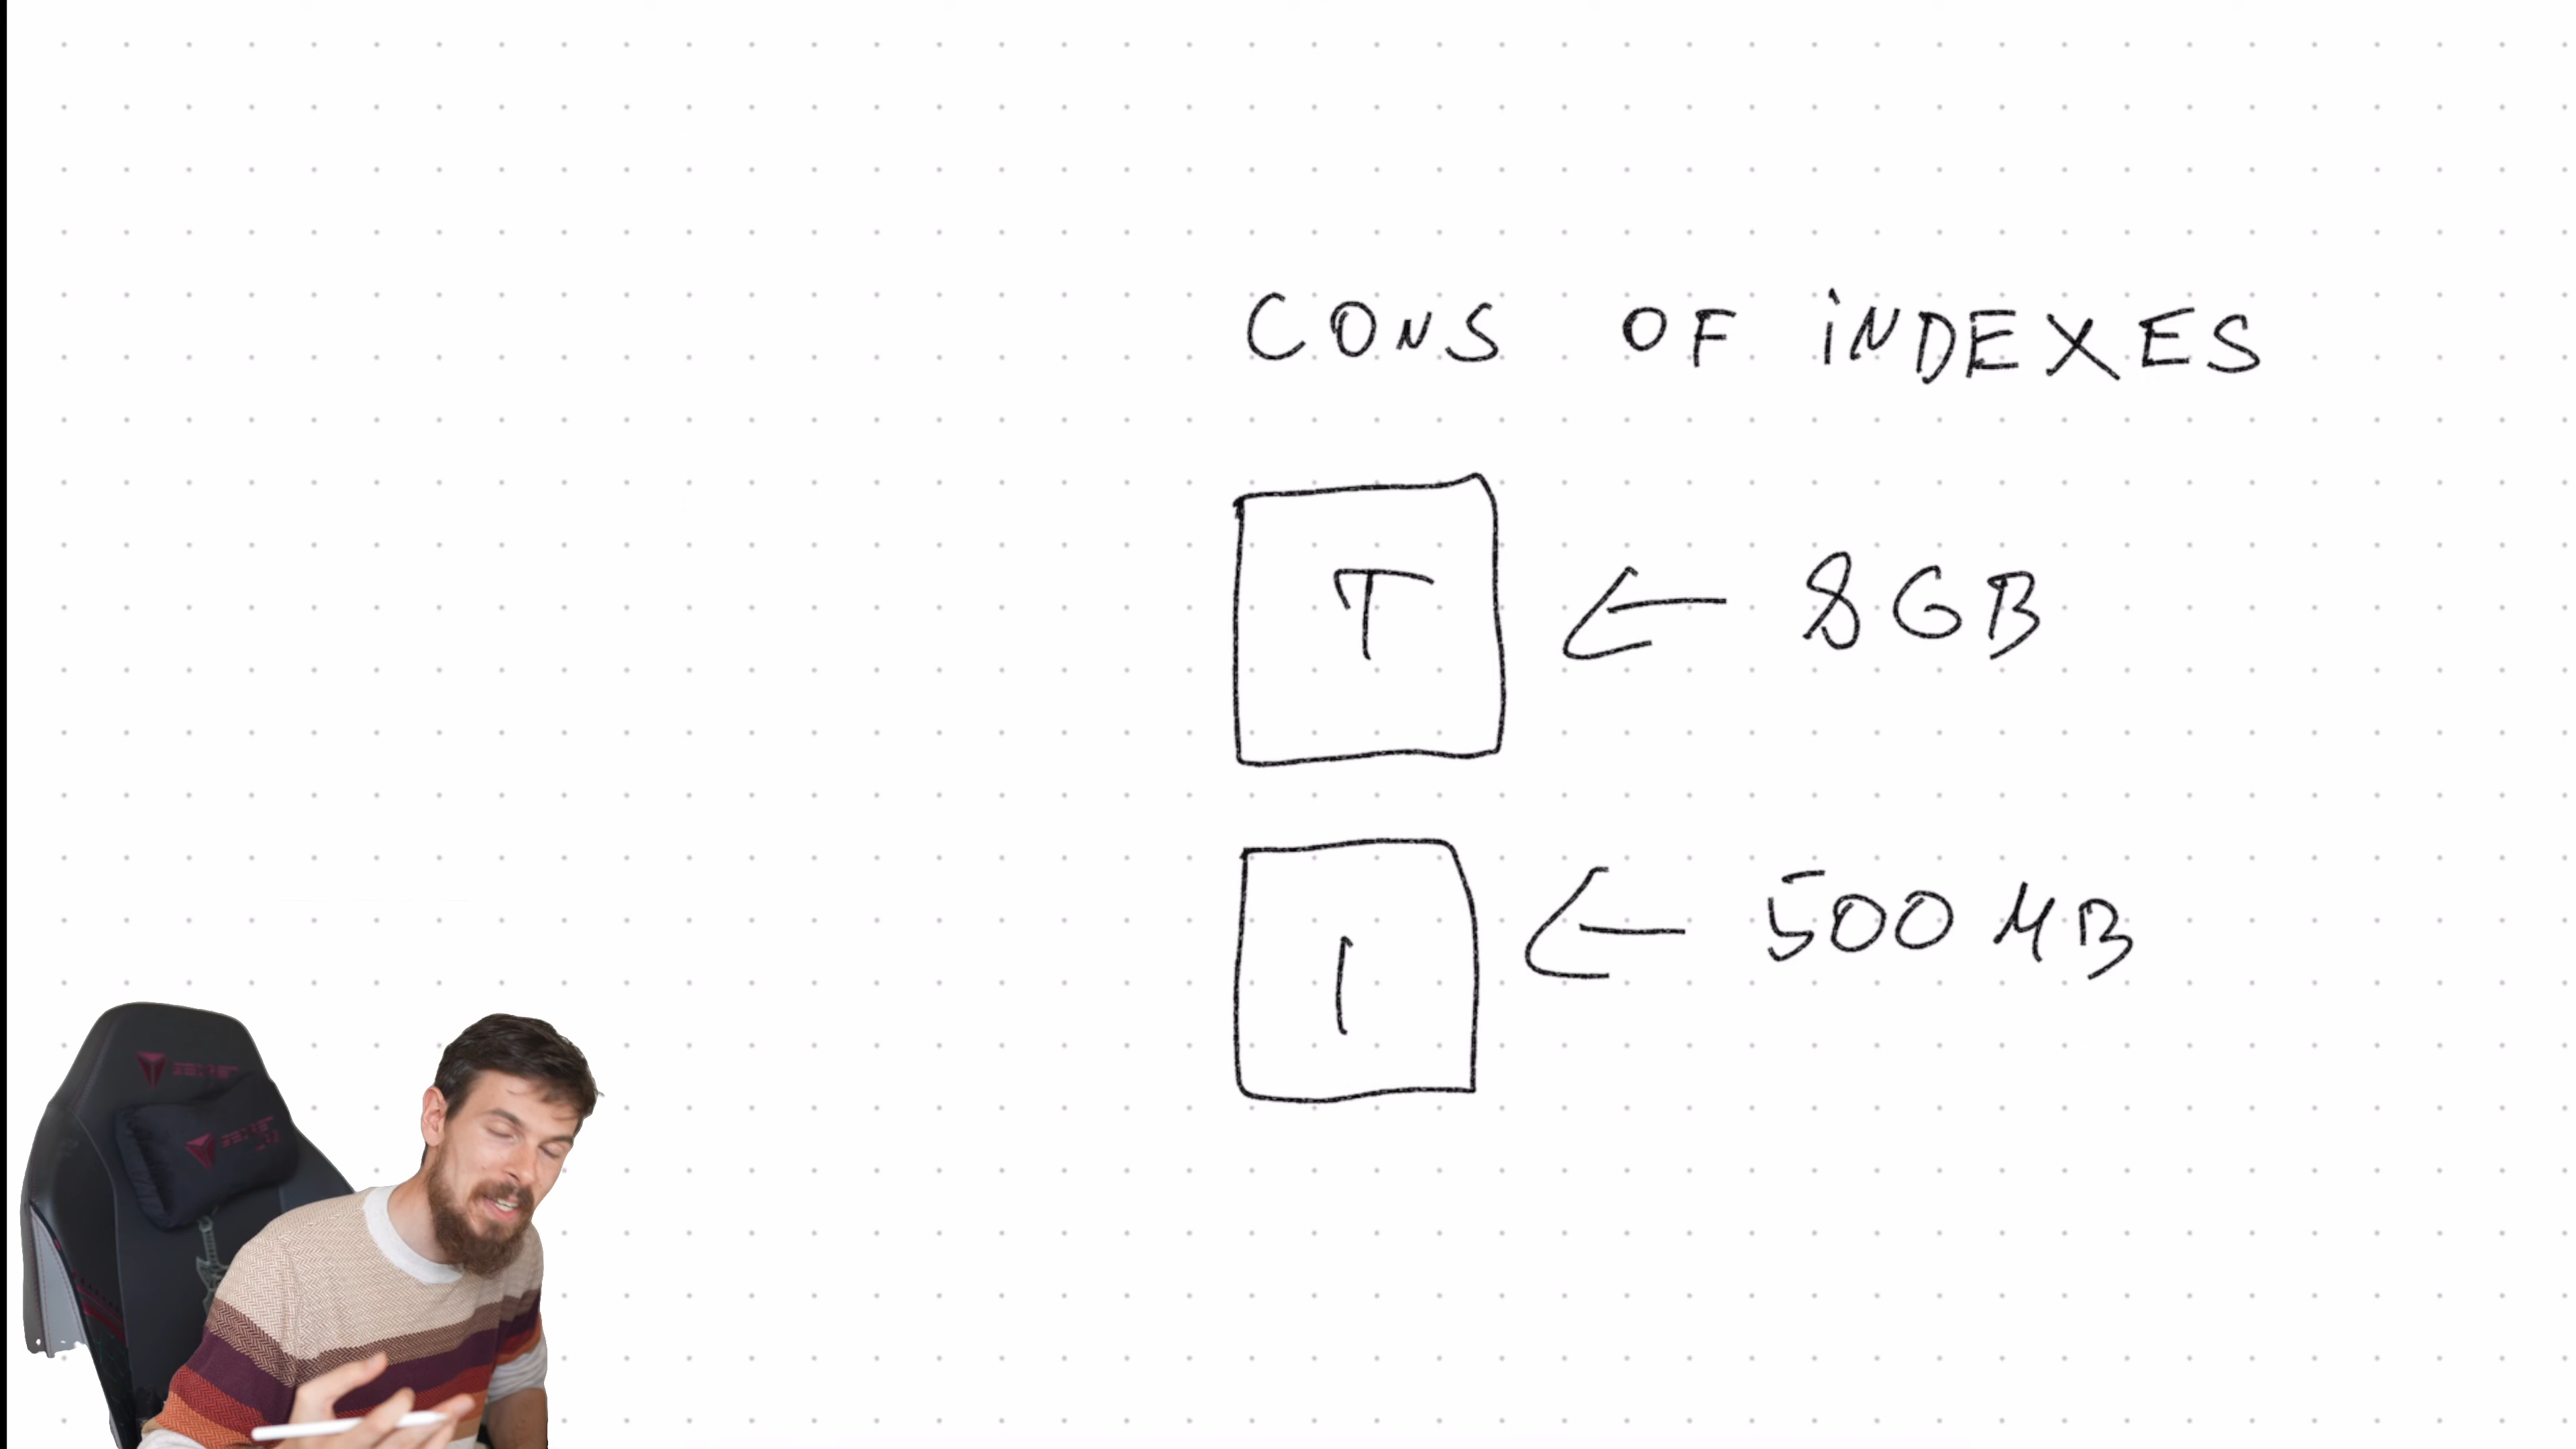 CONS OF INDEXES
T ← 8GB
I ← 500 MB